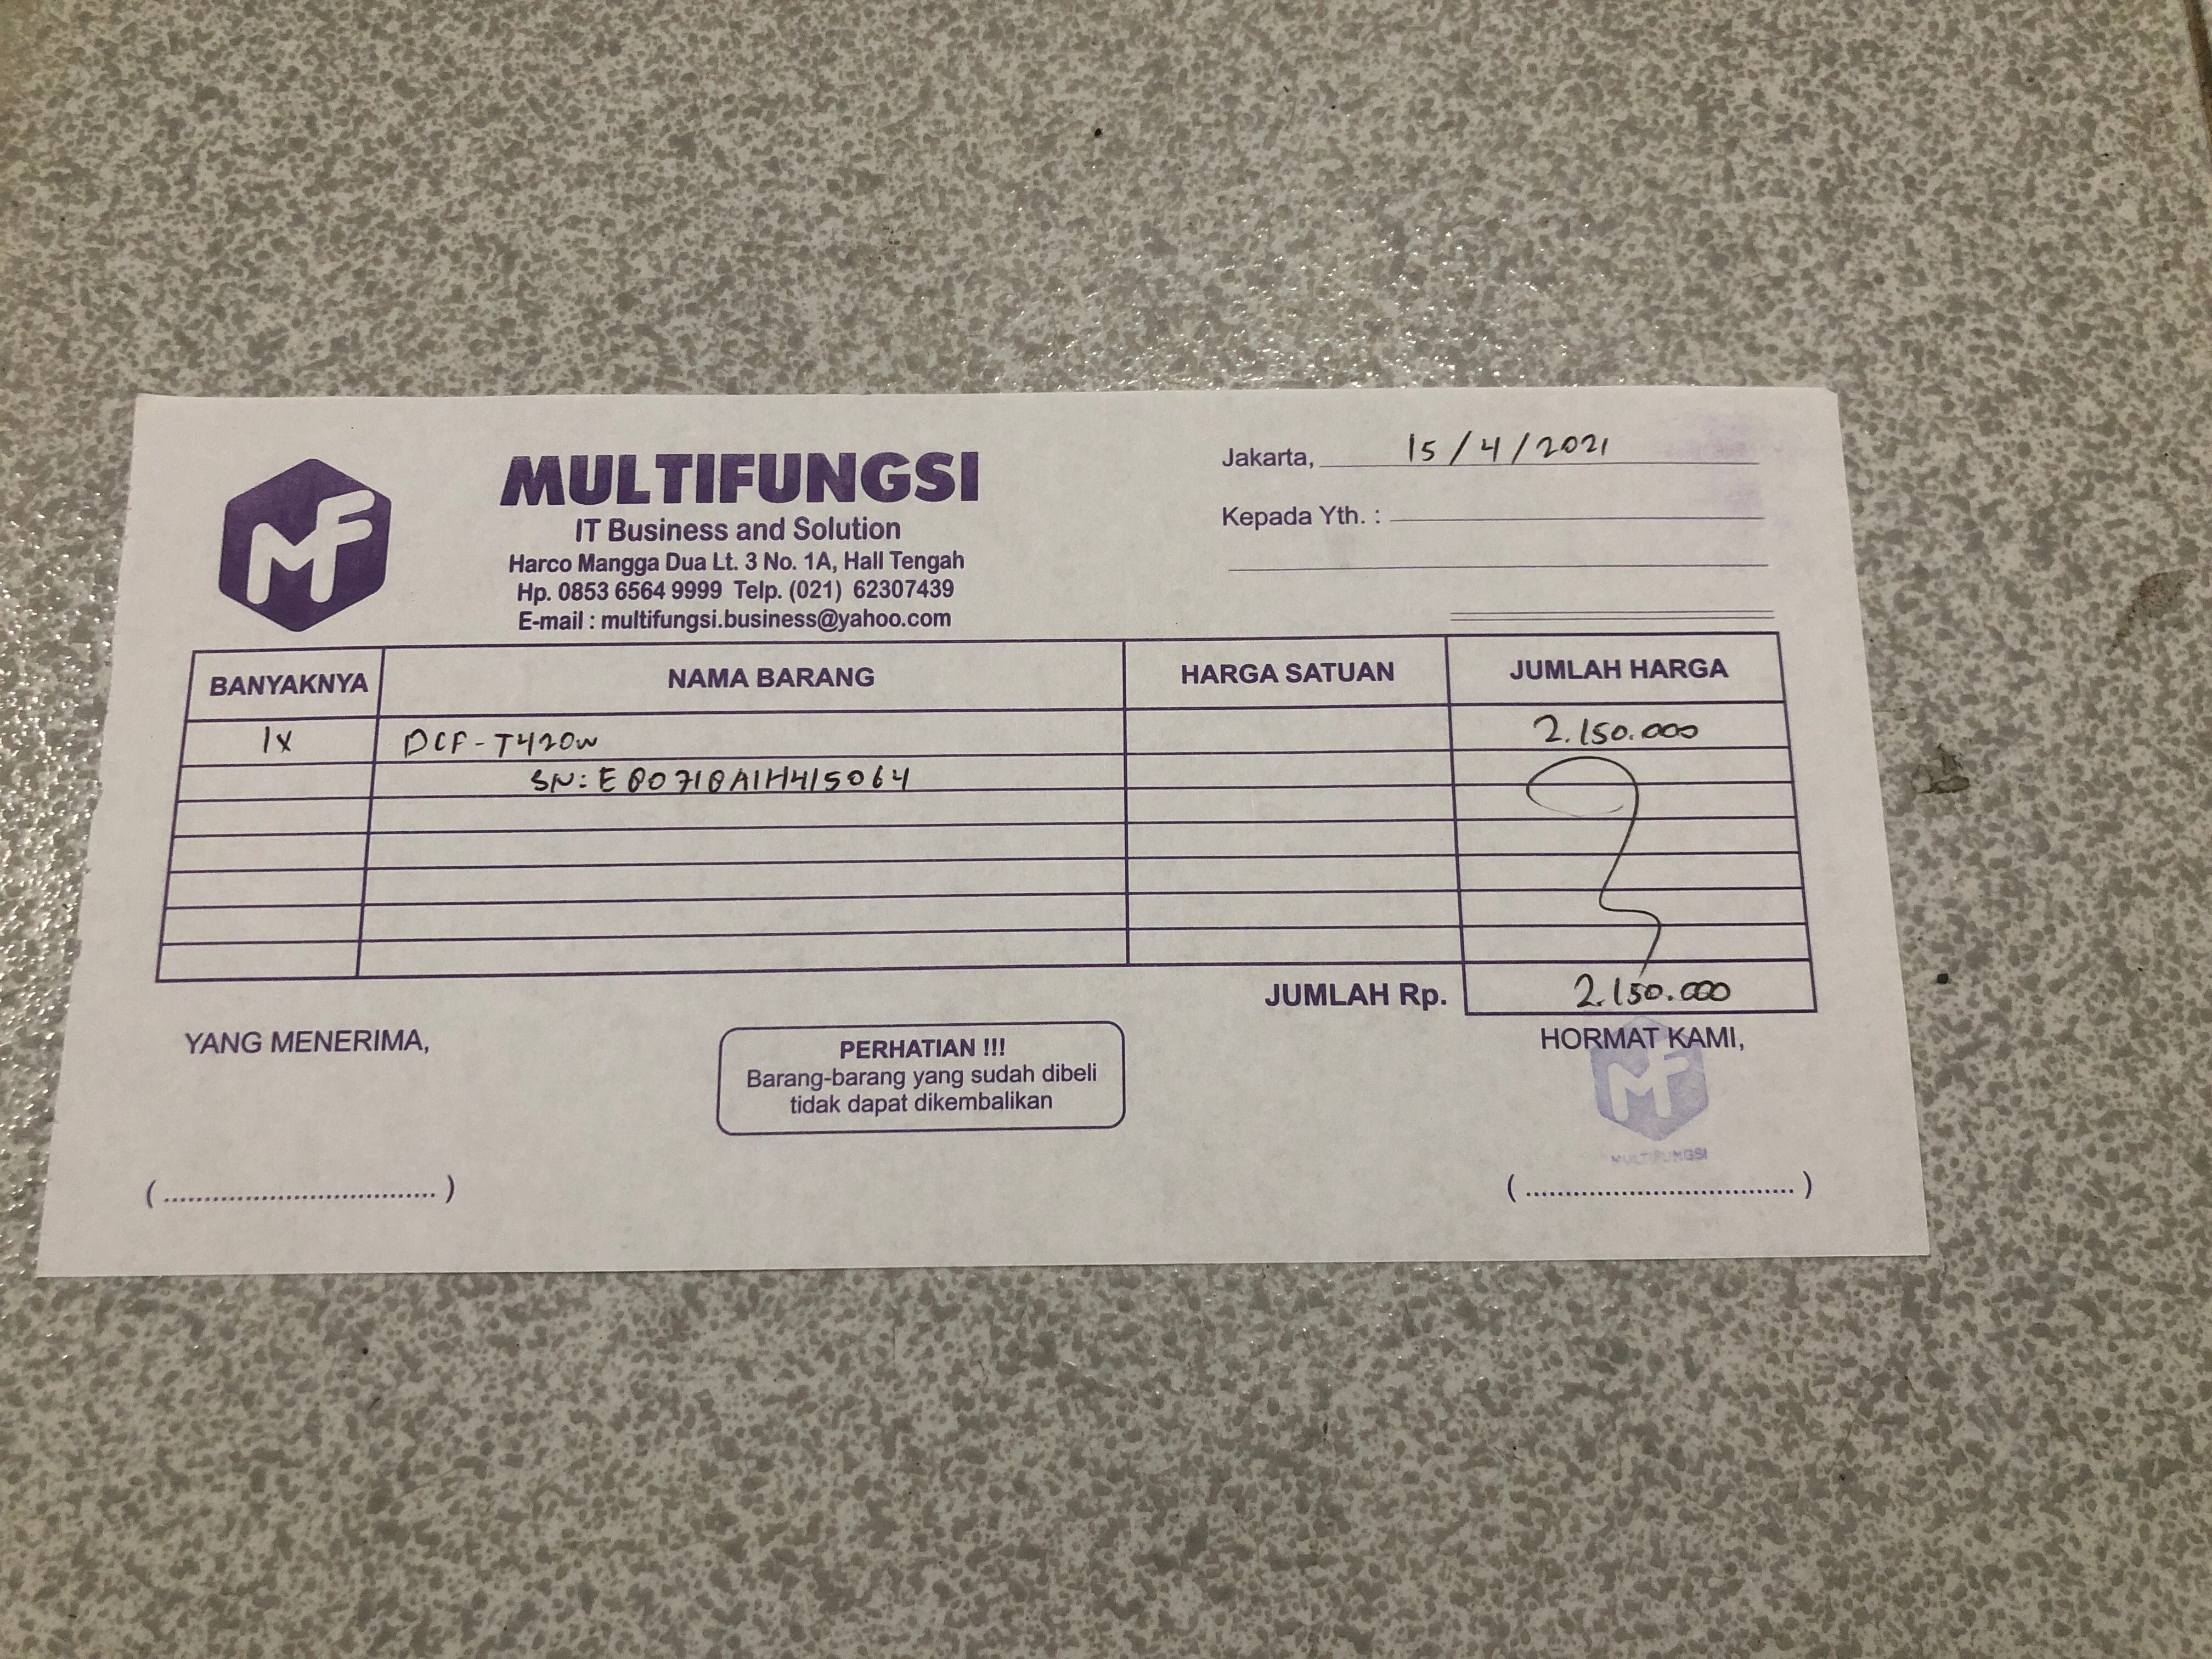 MF
MULTIFUNGSI
IT Business and Solution
Harco Mangga Dua Lt. 3 No. 1A, Hall Tengah
Hp. 0853 6564 9999 Telp. (021) 62307439
E-mail : multifungsi.business@yahoo.com
Jakarta, 15/4/2021
Kepada Yth. :
BANYAKNYA NAMA BARANG HARGA SATUAN JUMLAH HARGA
1x DCF-T420W 2.150.000
SN:
JUMLAH Rp. 2.150.000
YANG MENERIMA,
PERHATIAN !!!
Barang-barang yang sudah dibeli
tidak dapat dikembalikan
HORMAT KAMI,
MF
MULTIFUNGSI
(..................................) (..................................)